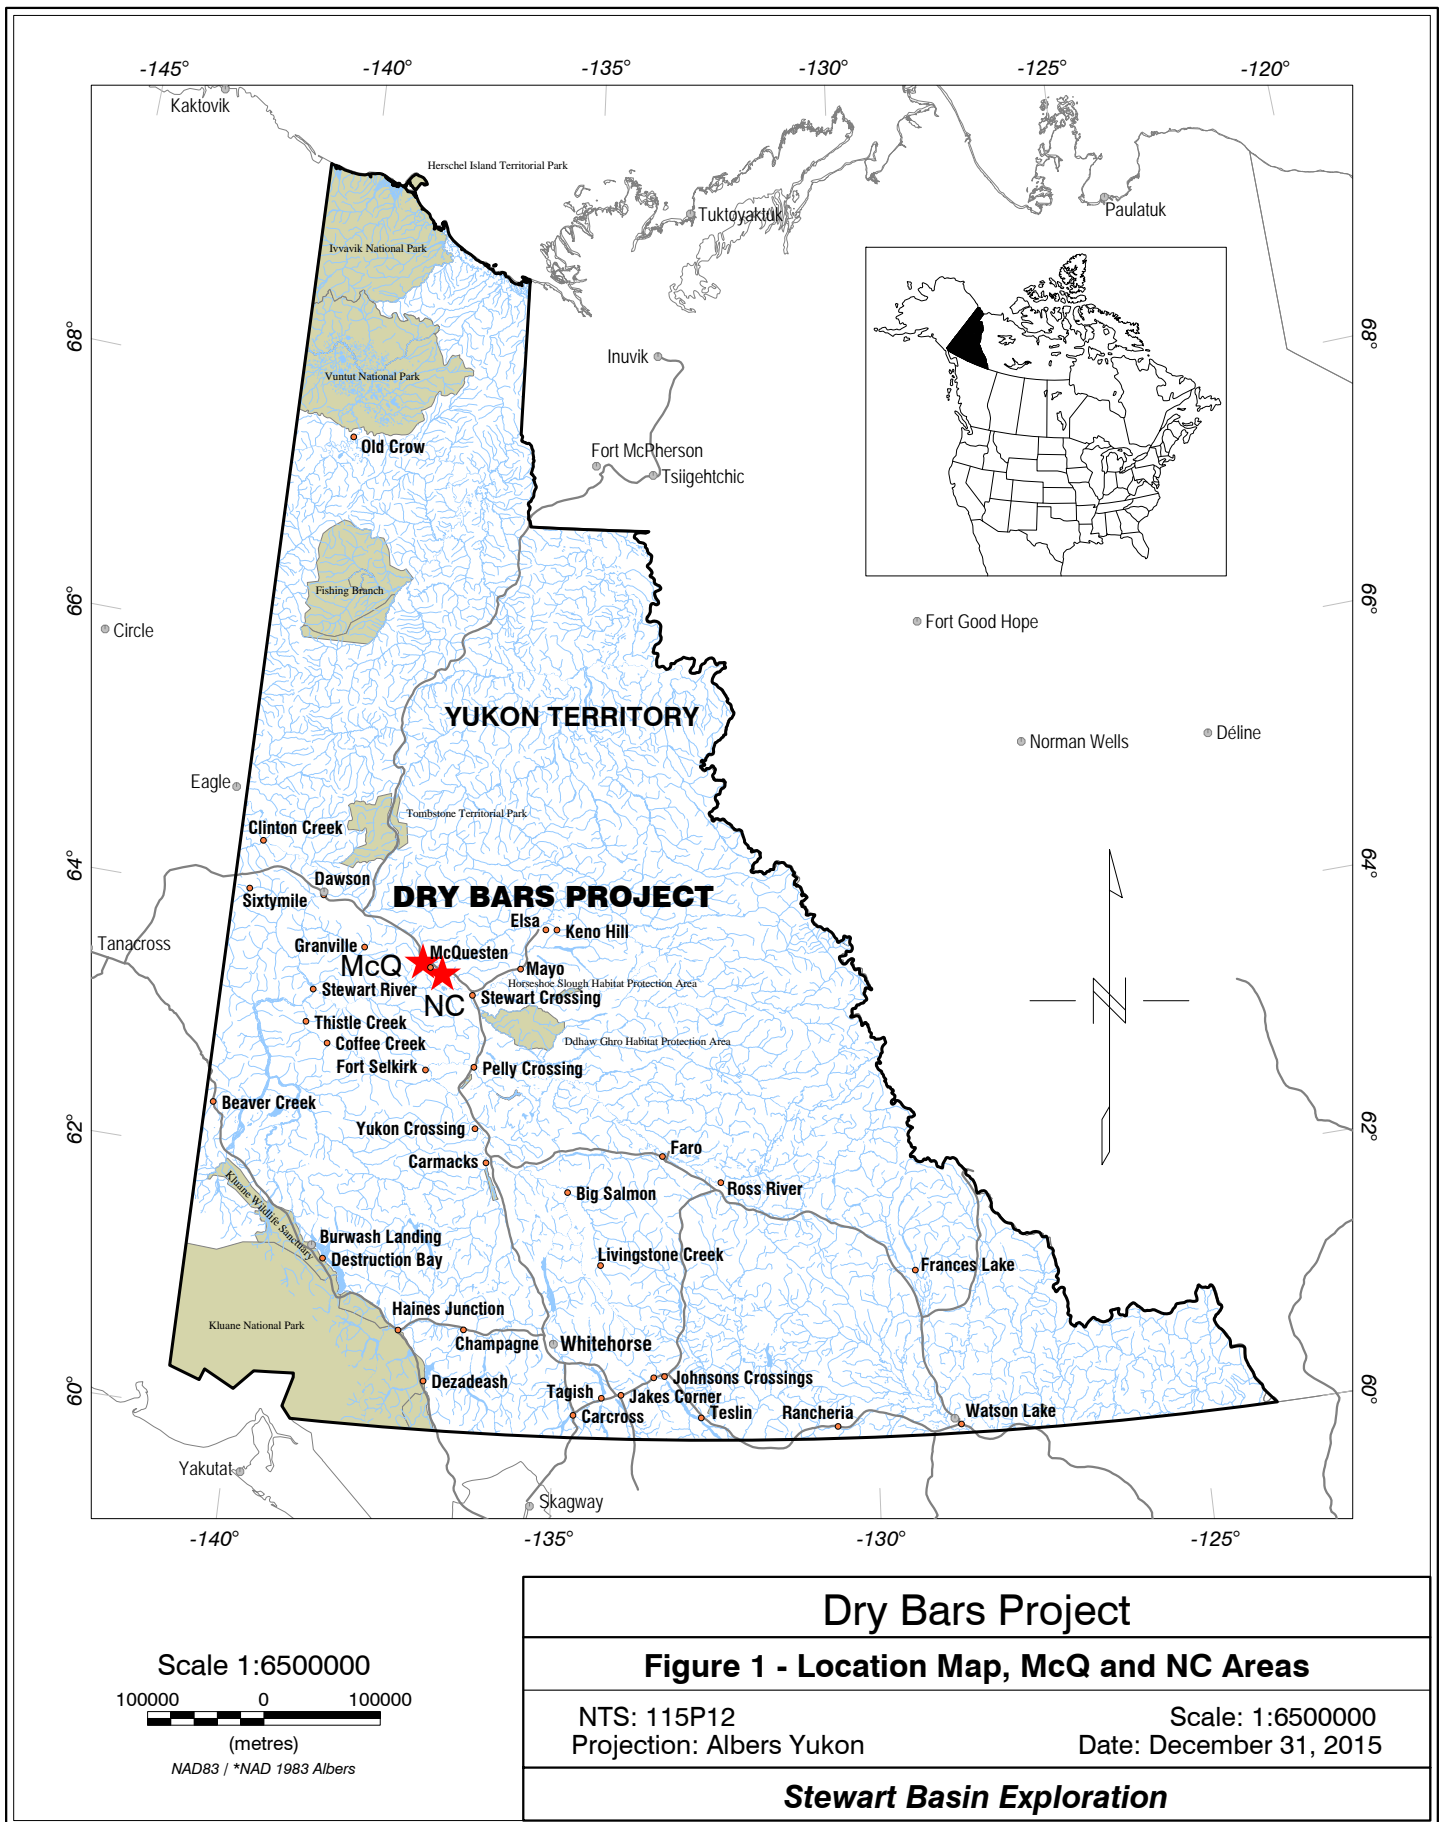 -145°
-140°
-135°
-130°
-125°
-120°
Kaktovik
Herschel Island Territorial Park
Tuktoyaktuk
Paulatuk
Ivvavik National Park
68°
68°
Inuvik
Vuntut National Park
Old Crow
Fort McPherson
Tsiigehtchic
Fishing Branch
66°
66°
Circle
Fort Good Hope
YUKON TERRITORY
Norman Wells
Déline
Eagle
Tombstone Territorial Park
Clinton Creek
64°
64°
Dawson
Sixtymile
DRY BARS PROJECT
Elsa
Keno Hill
Tanacross
Granville
McQuesten
McQ
Mayo
Horseshoe Slough Habitat Protection Area
Stewart River
NC
Stewart Crossing
Thistle Creek
Coffee Creek
Ddhaw Ghro Habitat Protection Area
Fort Selkirk
Pelly Crossing
Beaver Creek
62°
62°
Yukon Crossing
Carmacks
Faro
Ross River
Big Salmon
Kluane Wildlife Sanctuary
Burwash Landing
Destruction Bay
Livingstone Creek
Frances Lake
Haines Junction
Kluane National Park
Champagne
Whitehorse
Dezadeash
Johnsons Crossings
Tagish
Jakes Corner
60°
60°
Carcross
Teslin
Rancheria
Watson Lake
Yakutat
Skagway
N
-140°
-135°
-130°
-125°
Dry Bars Project
Figure 1 - Location Map, McQ and NC Areas
NTS: 115P12
Scale: 1:6500000
Projection: Albers Yukon
Date: December 31, 2015
Stewart Basin Exploration
Scale 1:6500000
100000 0 100000
(metres)
NAD83 / *NAD 1983 Albers